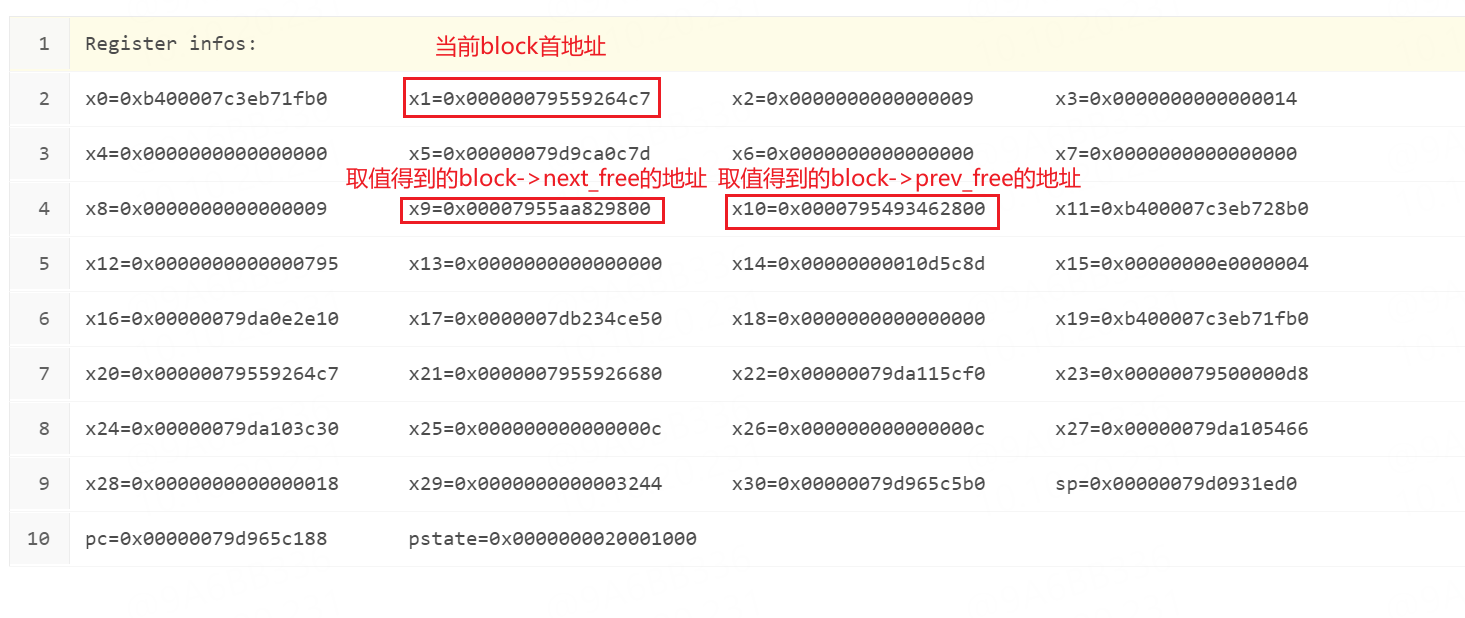 1 Register infos: 当前block首地址
2 x0=0xb400007c3eb71fb0 x1=0x00000079559264c7 x2=0x0000000000000009 x3=0x0000000000000014
3 x4=0x0000000000000000 x5=0x00000079d9ca0c7d x6=0x0000000000000000 x7=0x0000000000000000
取值得到的block->next_free的地址 取值得到的block->prev_free的地址
4 x8=0x0000000000000009 x9=0x00007955aa829800 x10=0x0000795493462800 x11=0xb400007c3eb728b0
5 x12=0x0000000000000795 x13=0x0000000000000000 x14=0x00000000010d5c8d x15=0x00000000e0000004
6 x16=0x00000079da0e2e10 x17=0x0000007db234ce50 x18=0x0000000000000000 x19=0xb400007c3eb71fb0
7 x20=0x00000079559264c7 x21=0x0000007955926680 x22=0x00000079da115cf0 x23=0x00000079500000d8
8 x24=0x00000079da103c30 x25=0x000000000000000c x26=0x000000000000000c x27=0x00000079da105466
9 x28=0x0000000000000018 x29=0x0000000000003244 x30=0x00000079d965c5b0 sp=0x00000079d0931ed0
10 pc=0x00000079d965c188 pstate=0x0000000020001000